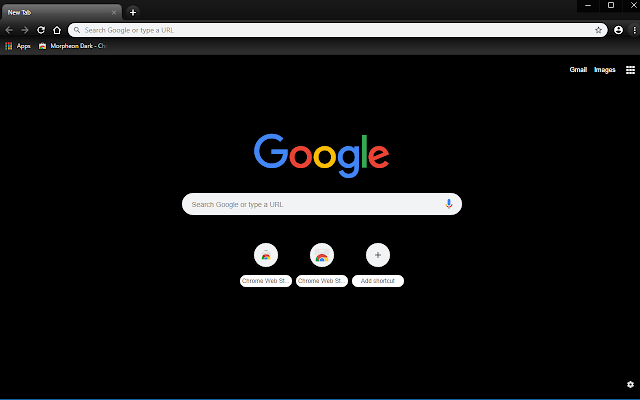 New Tab
Search Google or type a URL
Apps
Morpheon Dark - Ch
Gmail
Images
Google
Search Google or type a URL
Chrome Web St...
Chrome Web St...
Add shortcut